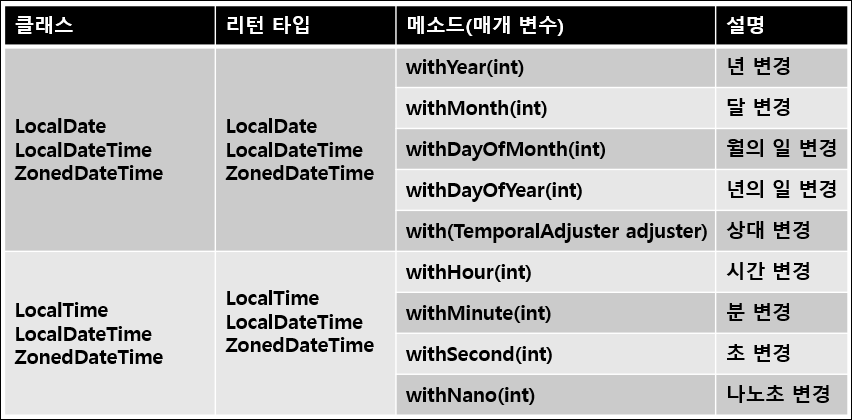 클래스
리턴 타입
메소드(매개 변수)
설명
LocalDate
LocalDateTime
ZonedDateTime
LocalDate
LocalDateTime
ZonedDateTime
withYear(int)
년 변경
withMonth(int)
달 변경
withDayOfMonth(int)
월의 일 변경
withDayOfYear(int)
년의 일 변경
with(TemporalAdjuster adjuster)
상대 변경
LocalTime
LocalDateTime
ZonedDateTime
LocalTime
LocalDateTime
ZonedDateTime
withHour(int)
시간 변경
withMinute(int)
분 변경
withSecond(int)
초 변경
withNano(int)
나노초 변경